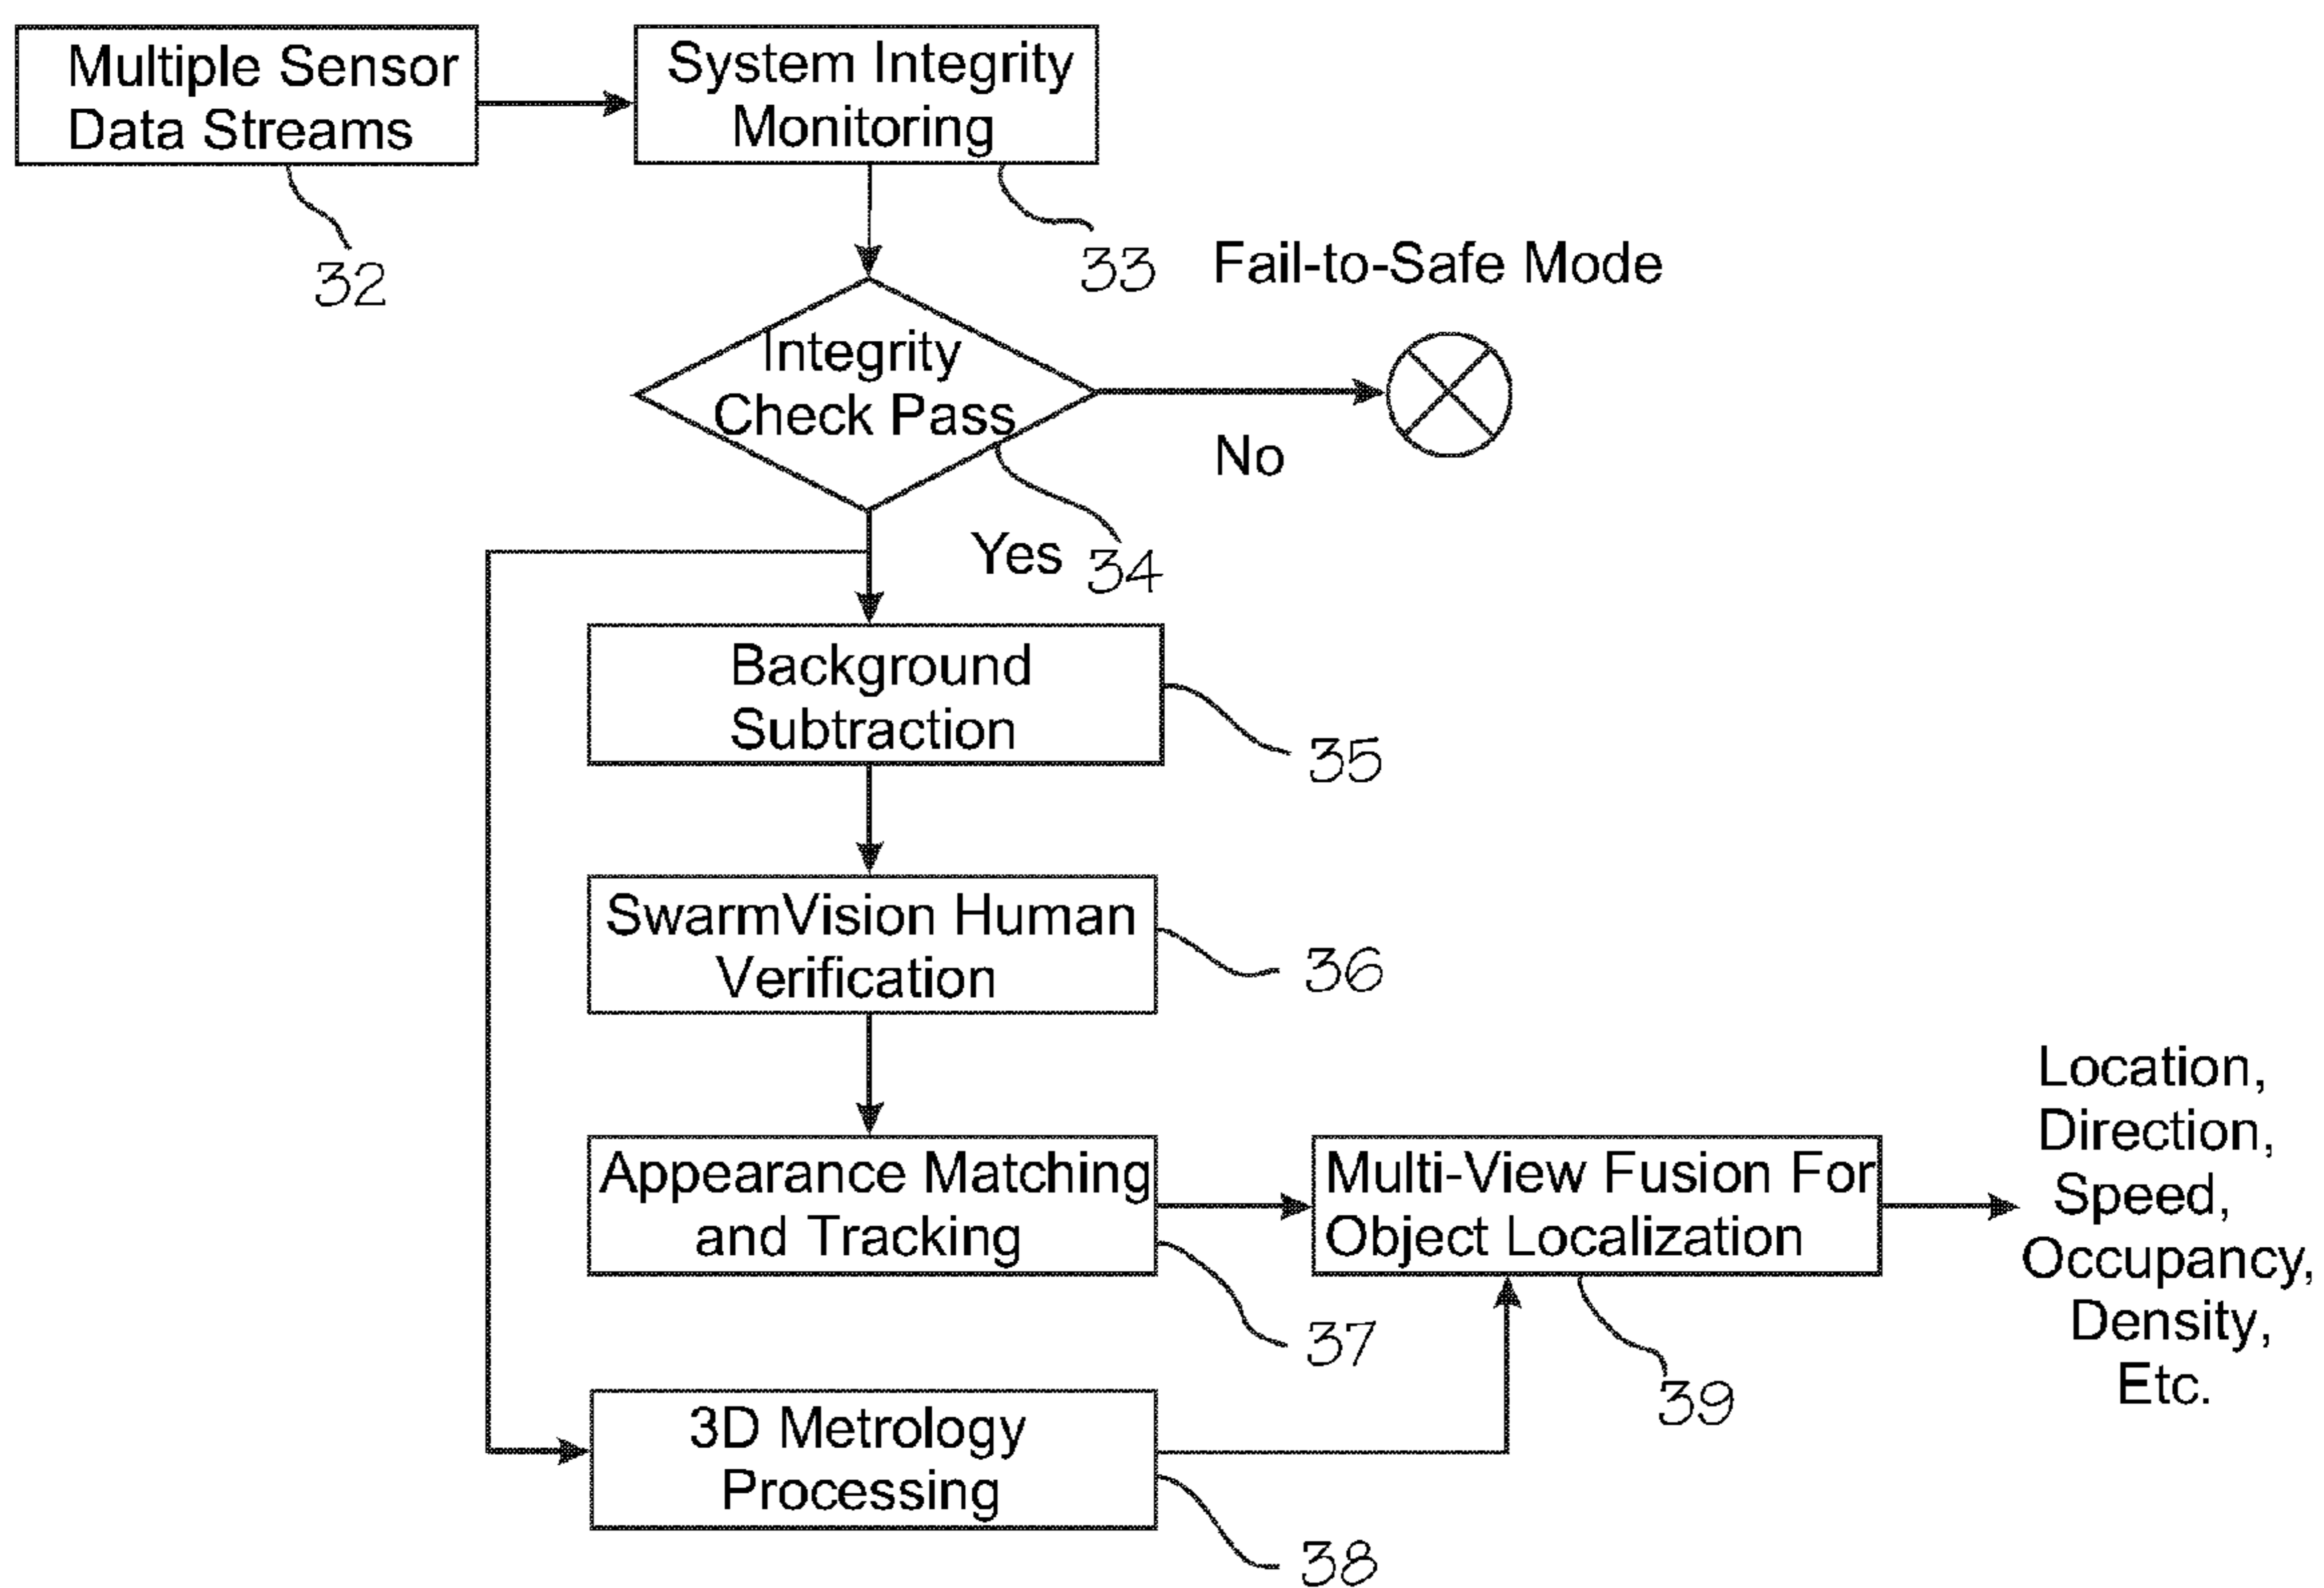 Multiple Sensor
Data Streams
32
System Integrity
Monitoring
33
Fail-to-Safe Mode
Integrity
Check Pass
No
Yes
34
Background
Subtraction
35
SwarmVision Human
Verification
36
Appearance Matching
and Tracking
37
Multi-View Fusion For
Object Localization
39
Location,
Direction,
Speed,
Occupancy,
Density,
Etc.
3D Metrology
Processing
38